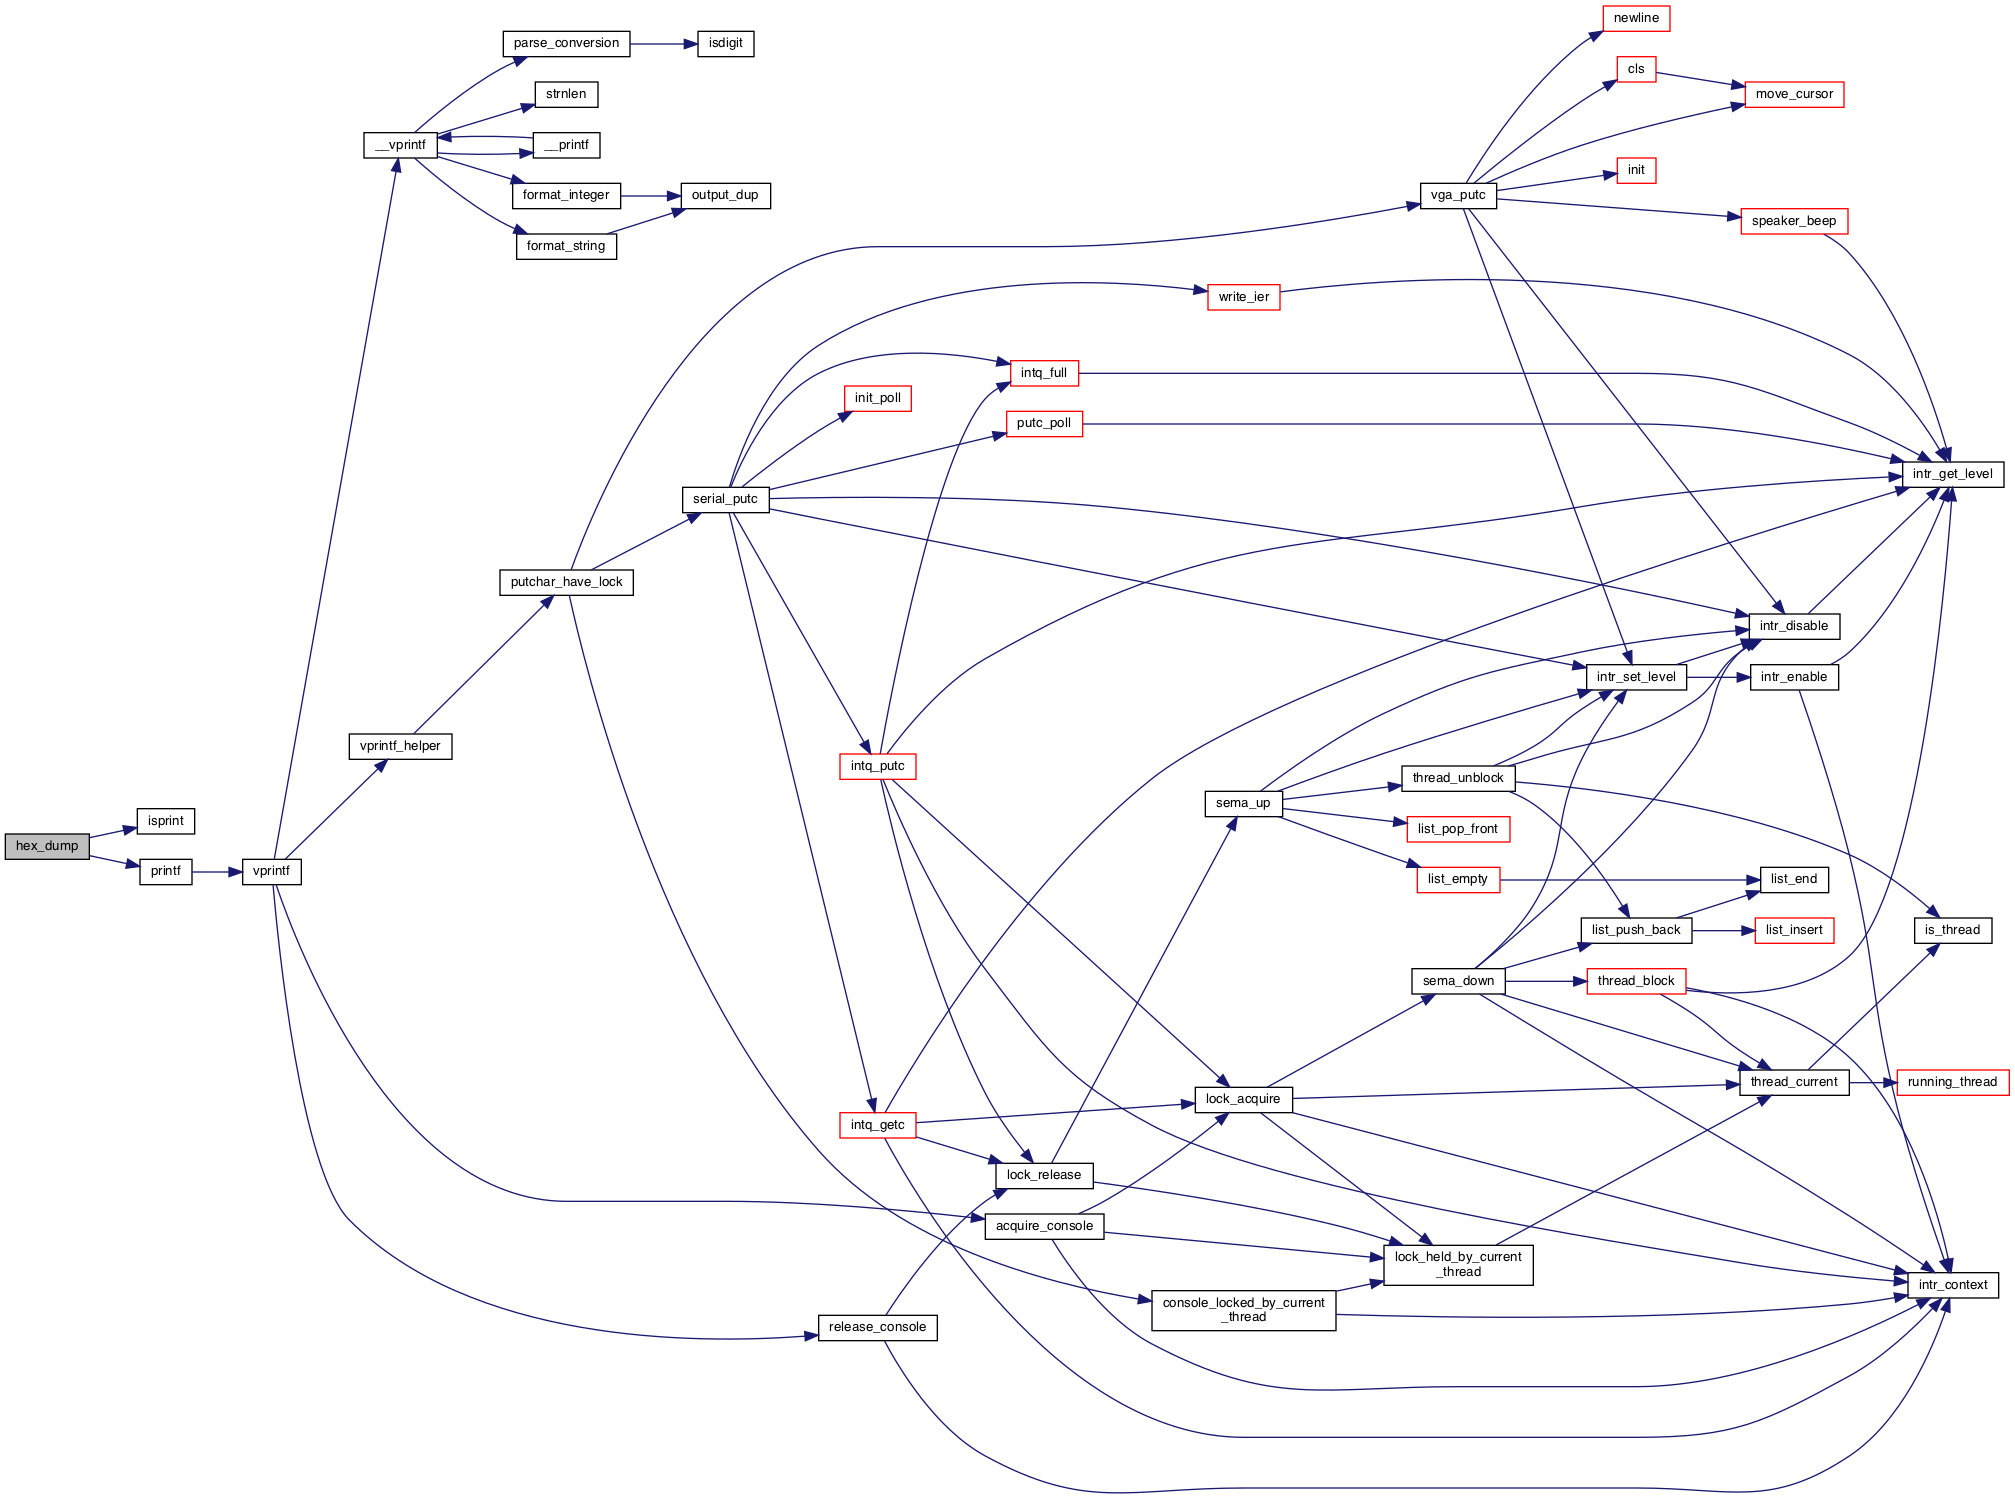 newline
parse_conversion
isdigit
cls
strnlen
move_cursor
__vprintf
__printf
init
format_integer
output_dup
vga_putc
speaker_beep
format_string
write_ier
intq_full
init_poll
putc_poll
intr_get_level
serial_putc
putchar_have_lock
intr_disable
intr_set_level
intr_enable
vprintf_helper
intq_putc
thread_unblock
sema_up
isprint
list_pop_front
hex_dump
printf
vprintf
list_empty
list_end
list_push_back
list_insert
is_thread
sema_down
thread_block
thread_current
running_thread
lock_acquire
intq_getc
lock_release
acquire_console
lock_held_by_current
_thread
intr_context
console_locked_by_current
_thread
release_console